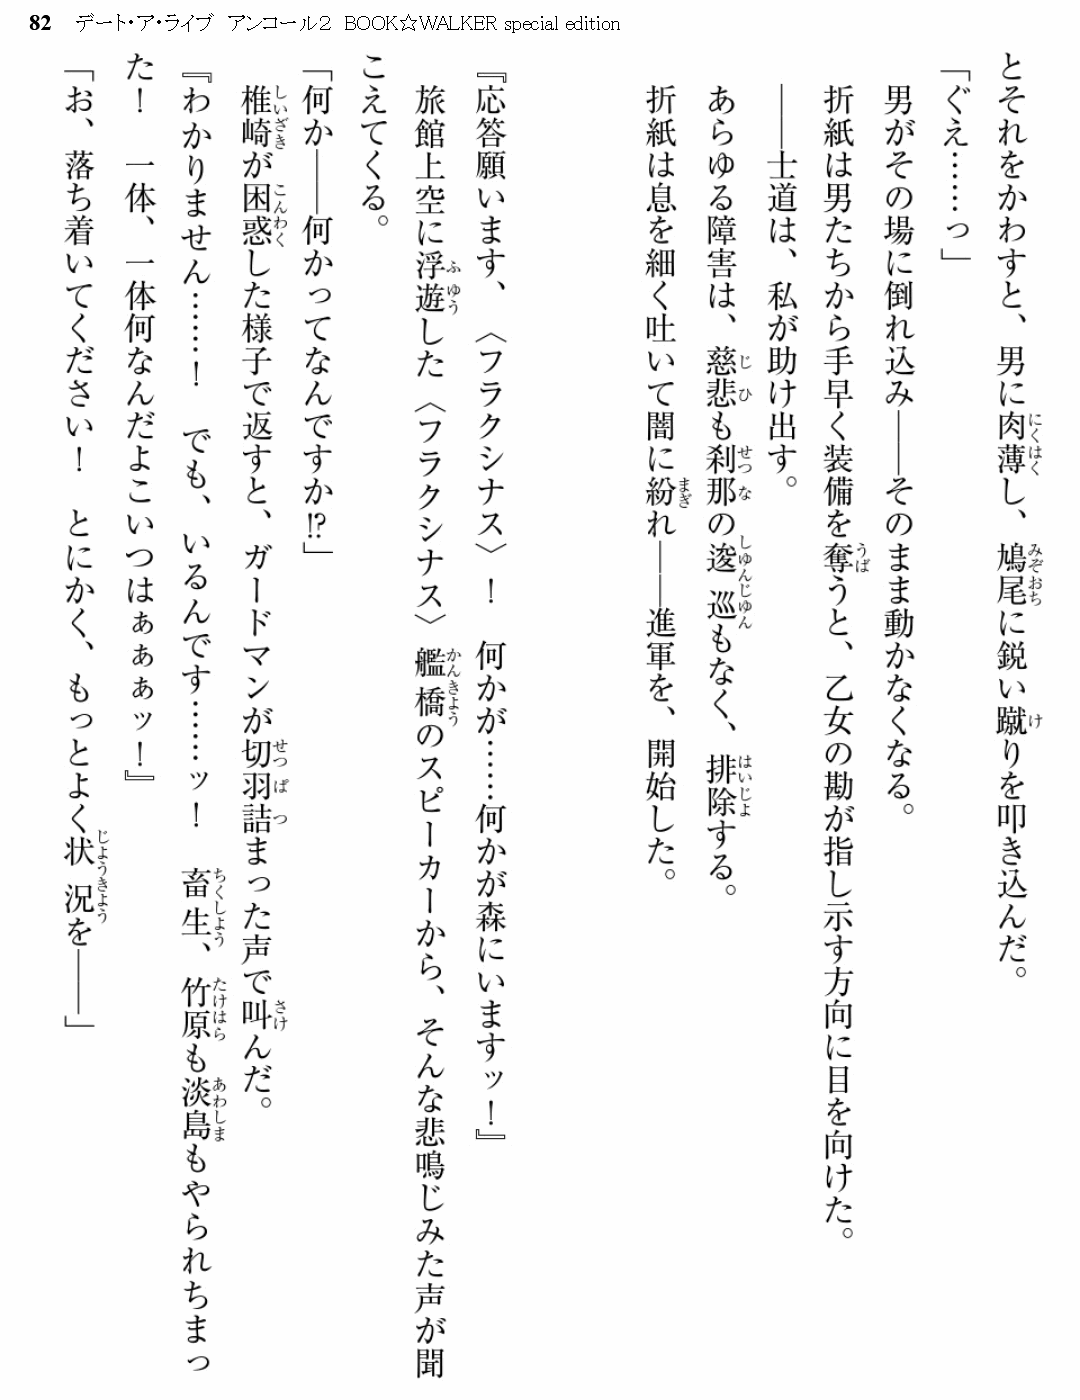 82 デート・ア・ライブ アンコール2 BOOK☆WALKER special edition
とそれをかわすと、男に肉薄し、鳩尾に鋭い蹴りを叩き込んだ。
「ぐえ……っ」
男がその場に倒れ込み――そのまま動かなくなる。
折紙は男たちから手早く装備を奪うと、乙女の勘が指し示す方向に目を向けた。
――士道は、私が助け出す。
あらゆる障害は、慈悲も刹那の逡巡もなく、排除する。
折紙は息を細く吐いて闇に紛れ――進軍を、開始した。
『応答願います、〈フラクシナス〉！ 何かが……何かが森にいますッ！』
旅館上空に浮遊した〈フラクシナス〉艦橋のスピーカーから、そんな悲鳴じみた声が聞
こえてくる。
「何か――何かってなんですか!?」
椎崎が困惑した様子で返すと、ガードマンが切羽詰まった声で叫んだ。
『わかりません……！ でも、いるんです……ッ！ 畜生、竹原も淡島もやられちまっ
た！ 一体、一体何なんだよこいつはぁぁぁッ！』
「お、落ち着いてください！ とにかく、もっとよく状況を――」